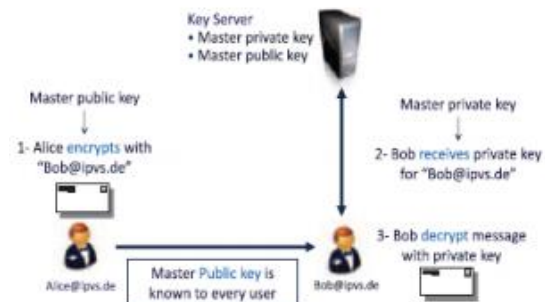 Key Server
• Master private key
• Master public key
Master public key
1- Alice encrypts with
"Bob@ipvs.de"
Master private key
2- Bob receives private key
for "Bob@ipvs.de"
3- Bob decrypt message
with private key
Alice@ipvs.de
Master Public key is
known to every user
Bob@ipvs.de